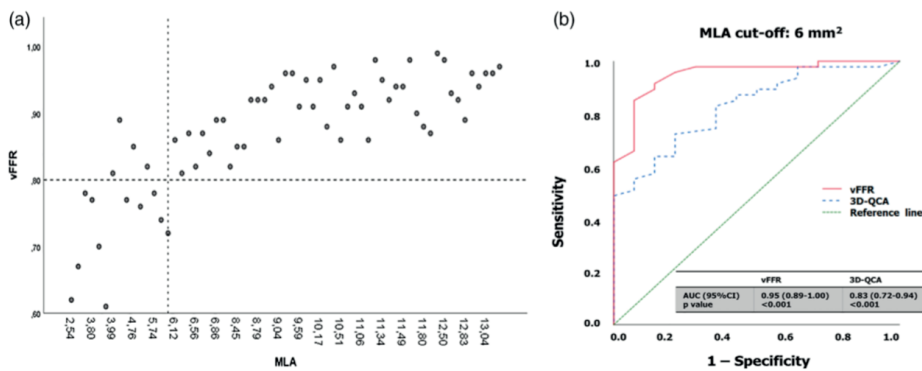 (a)
1,00
,90
,80
,70
,60
vFFR
2,54
3,80
3,99
4,76
5,74
6,12
6,56
6,86
8,45
8,79
9,04
9,59
10,17
10,51
11,06
11,34
11,49
11,80
12,50
12,83
13,04
MLA
(b)
MLA cut-off: 6 mm²
1.0
0.8
0.6
0.4
0.2
0.0
Sensitivity
vFFR
3D-QCA
Reference line
vFFR 3D-QCA
AUC (95%CI) 0.95 (0.89-1.00) 0.83 (0.72-0.94)
p value <0.001 <0.001
0.0 0.2 0.4 0.6 0.8 1.0
1 – Specificity